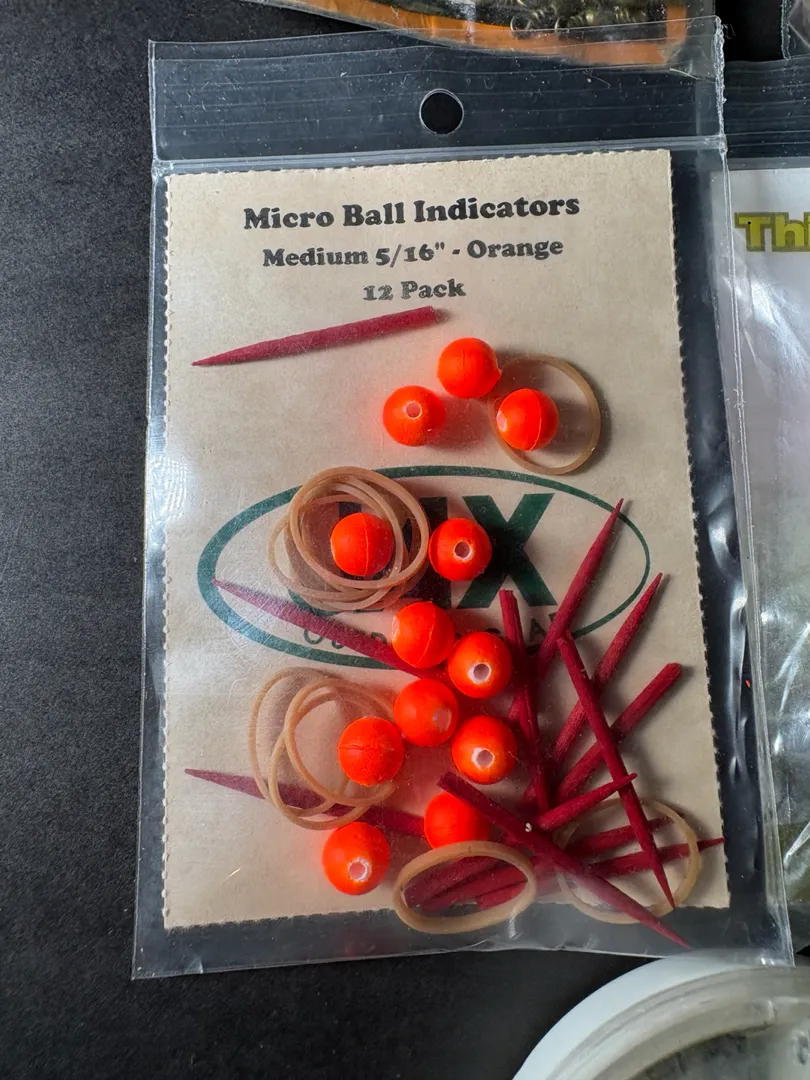 Micro Ball Indicators
Medium 5/16" - Orange
12 Pack